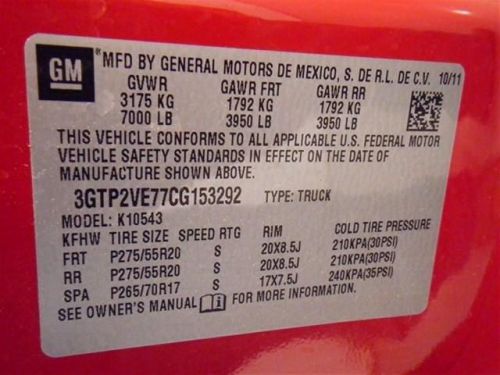 GM
*MFD BY GENERAL MOTORS DE MEXICO, S. DE R.L. DE C.V. 10/11
GVWR GAWR FRT GAWR RR
3175 KG 1792 KG 1792 KG
7000 LB 3950 LB 3950 LB
THIS VEHICLE CONFORMS TO ALL APPLICABLE U.S. FEDERAL MOTOR
VEHICLE SAFETY STANDARDS IN EFFECT ON THE DATE OF
MANUFACTURE SHOWN ABOVE.
3GTP2VE77CG153292 TYPE: TRUCK
MODEL: K10543
KFHW TIRE SIZE SPEED RTG RIM COLD TIRE PRESSURE
FRT P275/55R20 S 20X8.5J 210KPA(30PSI)
RR P275/55R20 S 20X8.5J 210KPA(30PSI)
SPA P265/70R17 S 17X7.5J 240KPA(35PSI)
SEE OWNER'S MANUAL FOR MORE INFORMATION.